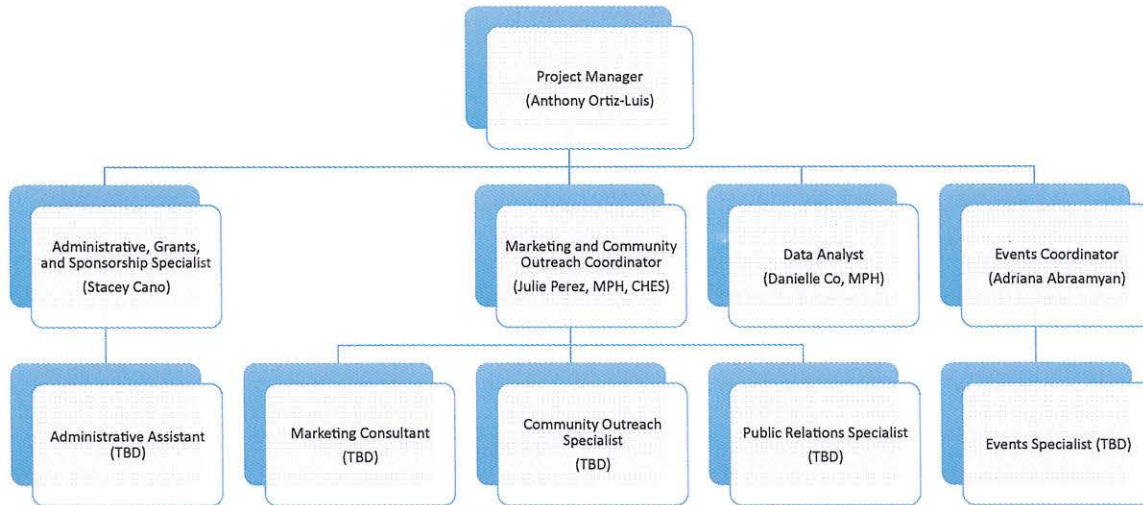 Project Manager
(Anthony Ortiz-Luis)
Administrative, Grants,
and Sponsorship Specialist
(Stacey Cano)
Marketing and Community
Outreach Coordinator
(Julie Perez, MPH, CHES)
Data Analyst
(Danielle Co, MPH)
Events Coordinator
(Adriana Abraamyan)
Administrative Assistant
(TBD)
Marketing Consultant
(TBD)
Community Outreach
Specialist
(TBD)
Public Relations Specialist
(TBD)
Events Specialist (TBD)